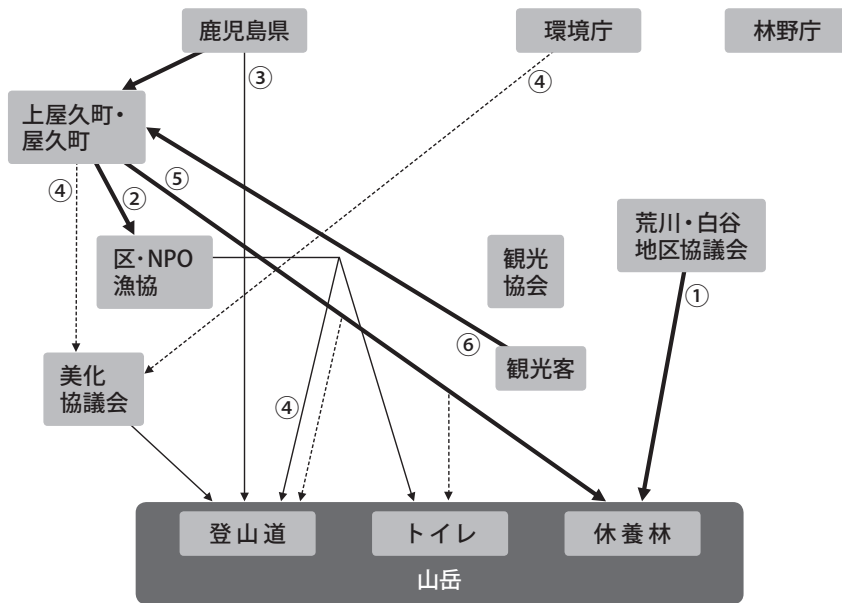 鹿児島県
環境庁
林野庁
③
④
上屋久町・
屋久町
④
②
⑤
荒川・白谷
地区協議会
区・NPO
漁協
観光
協会
①
⑥
観光客
美化
協議会
④
登山道
トイレ
休養林
山岳